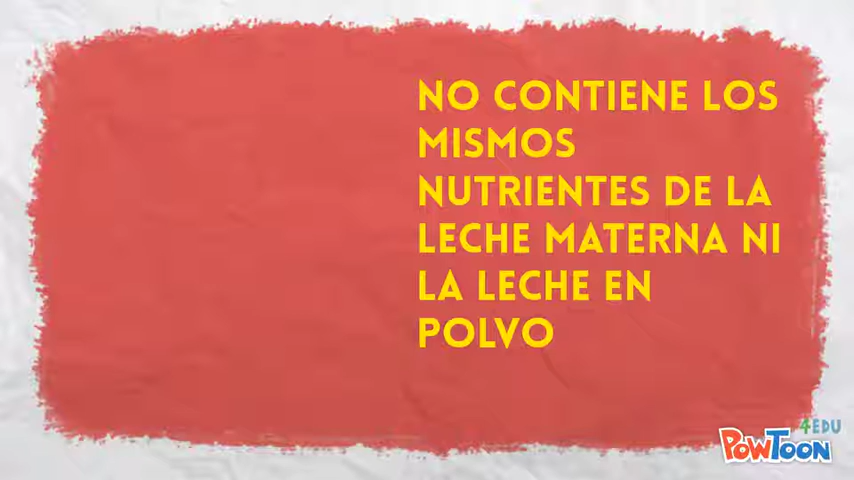 NO CONTIENE LOS
MISMOS
NUTRIENTES DE LA
LECHE MATERNA NI
LA LECHE EN
POLVO
4EDU
POWTOON